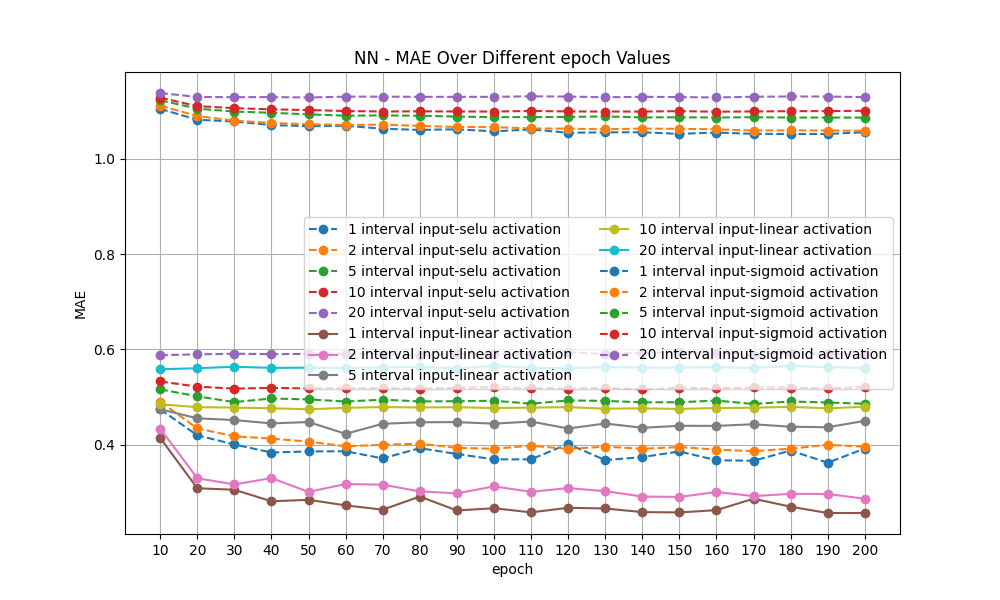 NN - MAE Over Different epoch Values
MAE
1.0
0.8
0.6
0.4
1 interval input-selu activation
2 interval input-selu activation
5 interval input-selu activation
10 interval input-selu activation
20 interval input-selu activation
1 interval input-linear activation
2 interval input-linear activation
5 interval input-linear activation
10 interval input-linear activation
20 interval input-linear activation
1 interval input-sigmoid activation
2 interval input-sigmoid activation
5 interval input-sigmoid activation
10 interval input-sigmoid activation
20 interval input-sigmoid activation
10 20 30 40 50 60 70 80 90 100 110 120 130 140 150 160 170 180 190 200
epoch